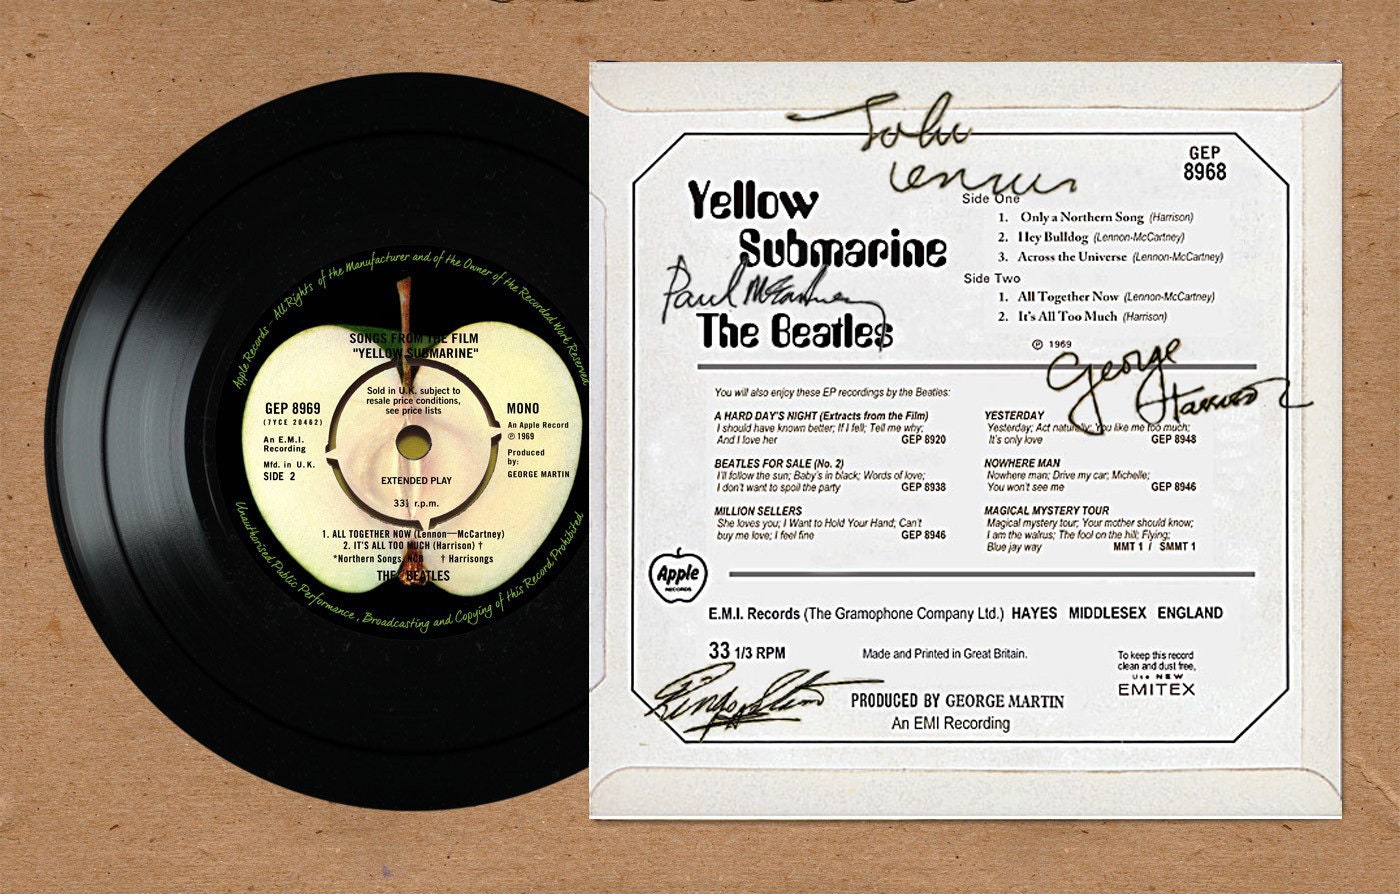 Apple Records - All Rights of the Manufacturer and of the Owner of the Recorded Work Reserved
SONGS FROM THE FILM
"YELLOW SUBMARINE"
Sold in U.K. subject to
resale price conditions,
see price lists
GEP 8969
(7YCE 20462)
An E.M.I.
Recording
Mfd. in U.K.
SIDE 2
MONO
An Apple Record
℗ 1969
Produced
by:
GEORGE MARTIN
EXTENDED PLAY
33⅓ r.p.m.
1. ALL TOGETHER NOW (Lennon—McCartney)
2. IT'S ALL TOO MUCH (Harrison) †
*Northern Songs, NCB † Harrisongs
THE BEATLES
Unauthorised Public Performance, Broadcasting and Copying of this Record Prohibited
John
Lennon
GEP
8968
Yellow
Submarine
Paul McCartney
The Beatles
Side One
1. Only a Northern Song (Harrison)
2. Hey Bulldog (Lennon-McCartney)
3. Across the Universe (Lennon-McCartney)
Side Two
1. All Together Now (Lennon-McCartney)
2. It's All Too Much (Harrison)
℗ 1969
George
Harrison
You will also enjoy these EP recordings by the Beatles:
A HARD DAY'S NIGHT (Extracts from the Film)
I should have known better; If I fell; Tell me why;
And I love her GEP 8920
BEATLES FOR SALE (No. 2)
I'll follow the sun; Baby's in black; Words of love;
I don't want to spoil the party GEP 8938
MILLION SELLERS
She loves you; I Want to Hold Your Hand; Can't
buy me love; I feel fine GEP 8946
YESTERDAY
Yesterday; Act naturally; You like me too much;
It's only love GEP 8948
NOWHERE MAN
Nowhere man; Drive my car; Michelle;
You won't see me GEP 8946
MAGICAL MYSTERY TOUR
Magical mystery tour; Your mother should know;
I am the walrus; The fool on the hill; Flying;
Blue jay way MMT 1 / SMMT 1
Apple
RECORDS
E.M.I. Records (The Gramophone Company Ltd.) HAYES MIDDLESEX ENGLAND
33 1/3 RPM
Made and Printed in Great Britain.
To keep this record
clean and dust free,
Use NEW
EMITEX
Ringo Starr
PRODUCED BY GEORGE MARTIN
An EMI Recording